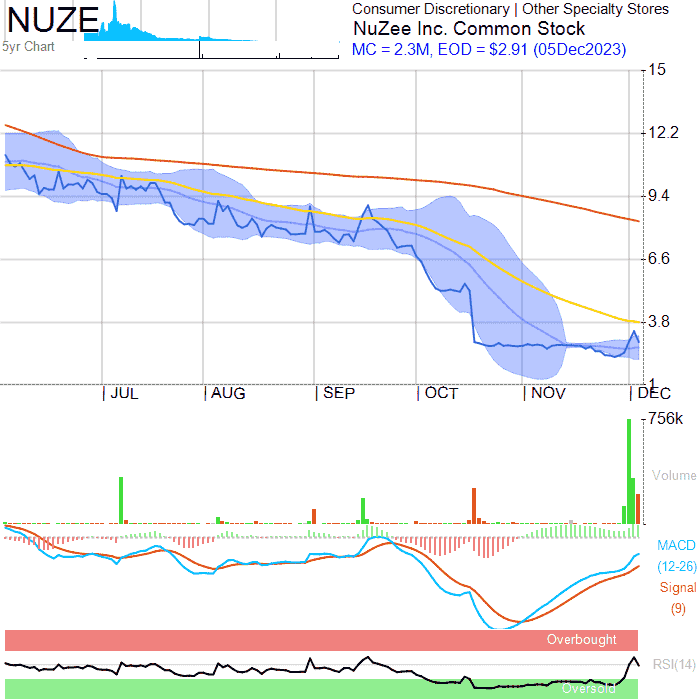 NUZE
5yr Chart
Consumer Discretionary | Other Specialty Stores
NuZee Inc. Common Stock
MC = 2.3M, EOD = $2.91 (05Dec2023)
15
12.2
9.4
6.6
3.8
1
JUL
AUG
SEP
OCT
NOV
DEC
756k
Volume
MACD
(12-26)
Signal
(9)
Overbought
RSI(14)
Oversold